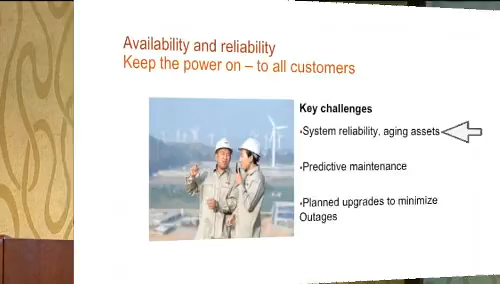 Availability and reliability
Keep the power on – to all customers
Key challenges
•System reliability, aging assets
•Predictive maintenance
•Planned upgrades to minimize
Outages